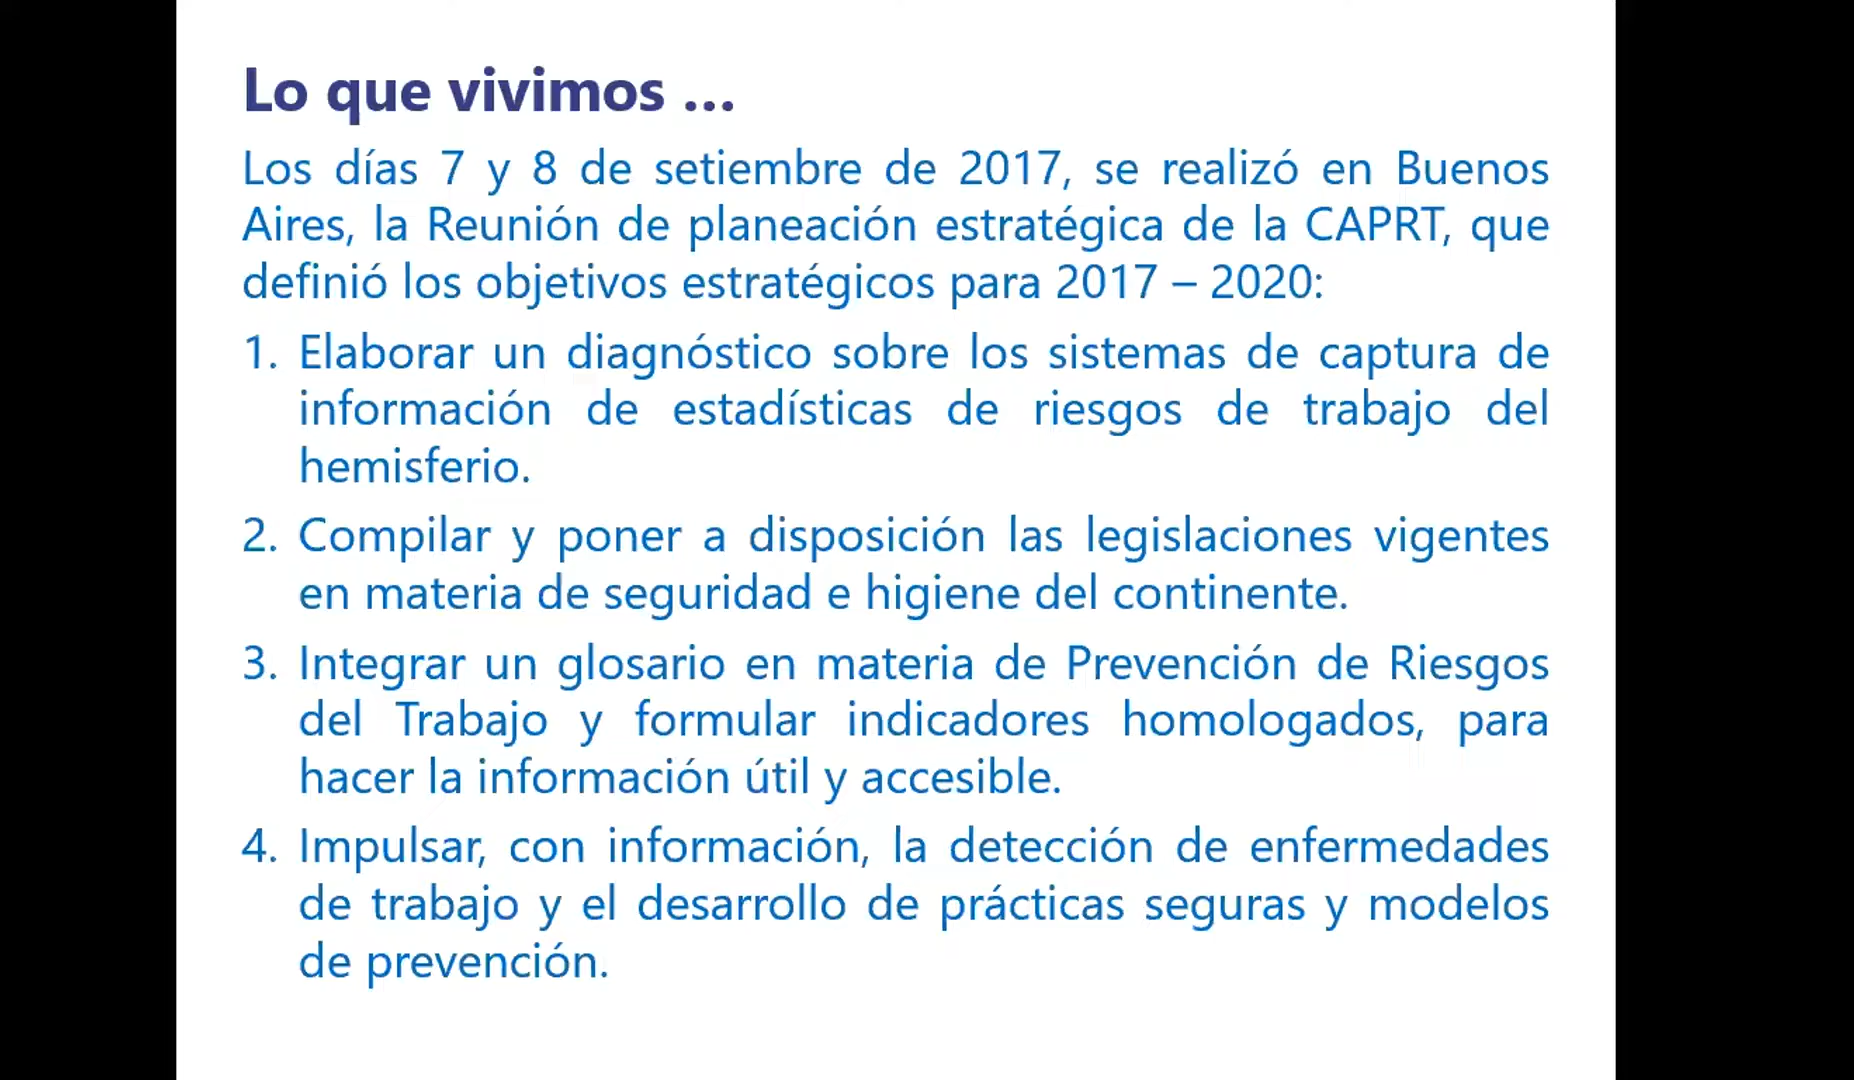 Lo que vivimos ...
Los días 7 y 8 de setiembre de 2017, se realizó en Buenos
Aires, la Reunión de planeación estratégica de la CAPRT, que
definió los objetivos estratégicos para 2017 – 2020:
1. Elaborar un diagnóstico sobre los sistemas de captura de
información de estadísticas de riesgos de trabajo del
hemisferio.
2. Compilar y poner a disposición las legislaciones vigentes
en materia de seguridad e higiene del continente.
3. Integrar un glosario en materia de Prevención de Riesgos
del Trabajo y formular indicadores homologados, para
hacer la información útil y accesible.
4. Impulsar, con información, la detección de enfermedades
de trabajo y el desarrollo de prácticas seguras y modelos
de prevención.